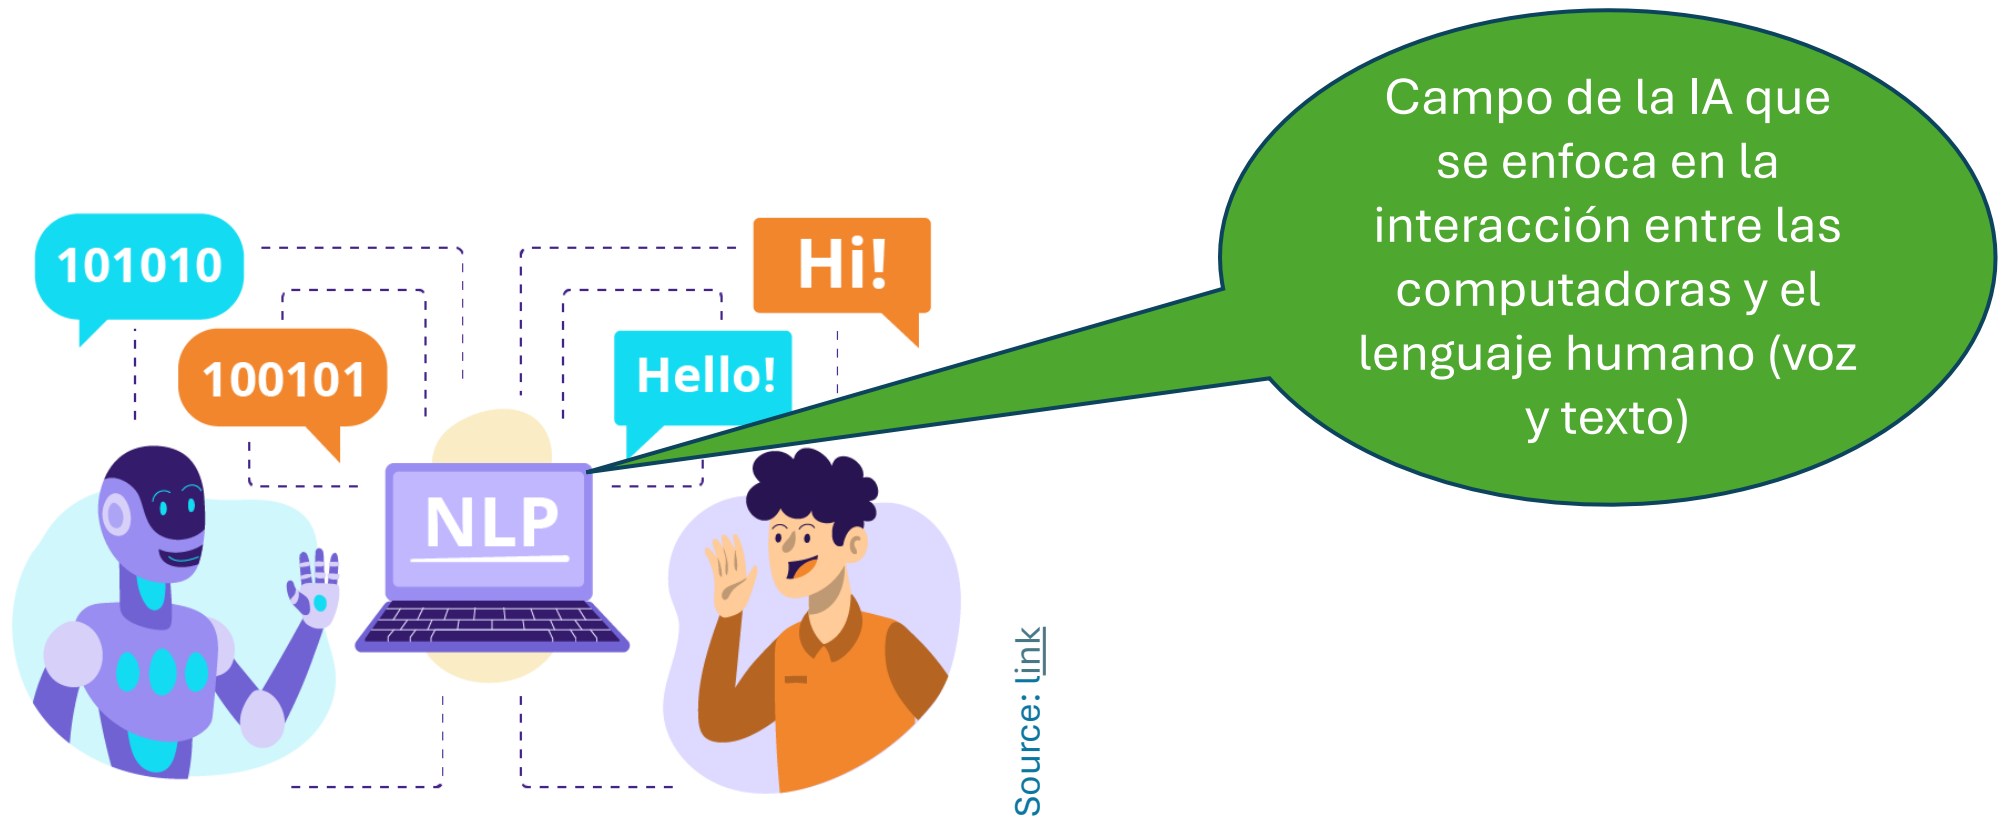 101010
100101
Hi!
Hello!
NLP
Campo de la IA que
se enfoca en la
interacción entre las
computadoras y el
lenguaje humano (voz
y texto)
Source: link